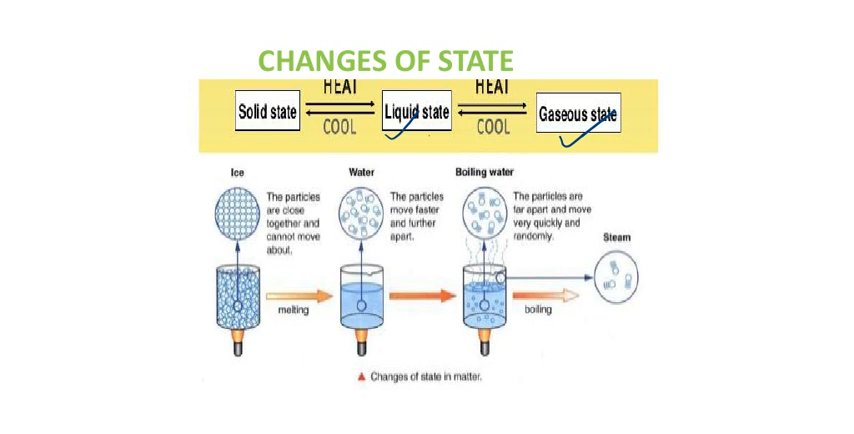 CHANGES OF STATE
HEAT HEAT
Solid state Liquid state Gaseous state
COOL COOL
Ice
The particles
are close
together and
cannot move
about.
Water
The particles
move faster
and further
apart.
Boiling water
The particles are
far apart and move
very quickly and
randomly.
Steam
melting
boiling
Changes of state in matter.